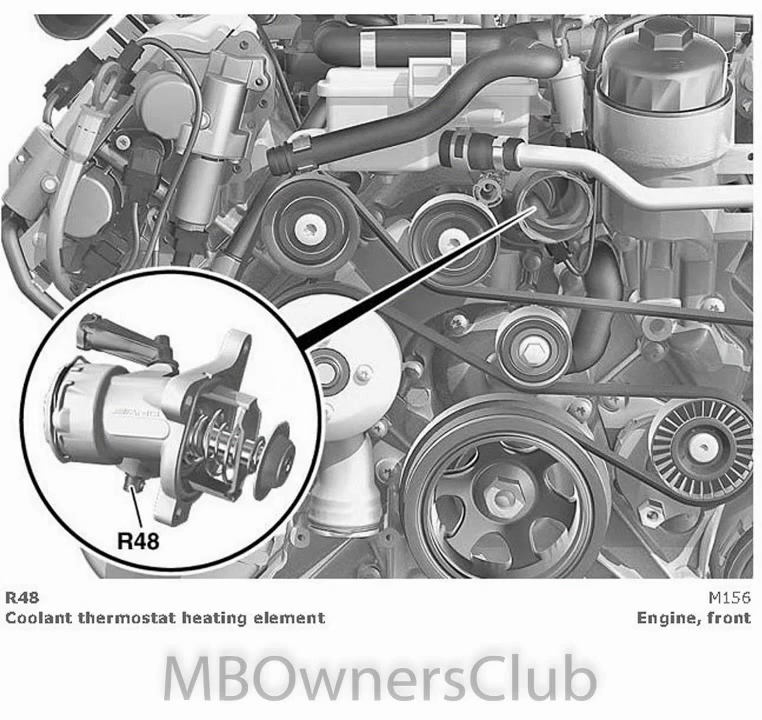 R48
R48
M156
Coolant thermostat heating element
Engine, front
MBOwnersClub